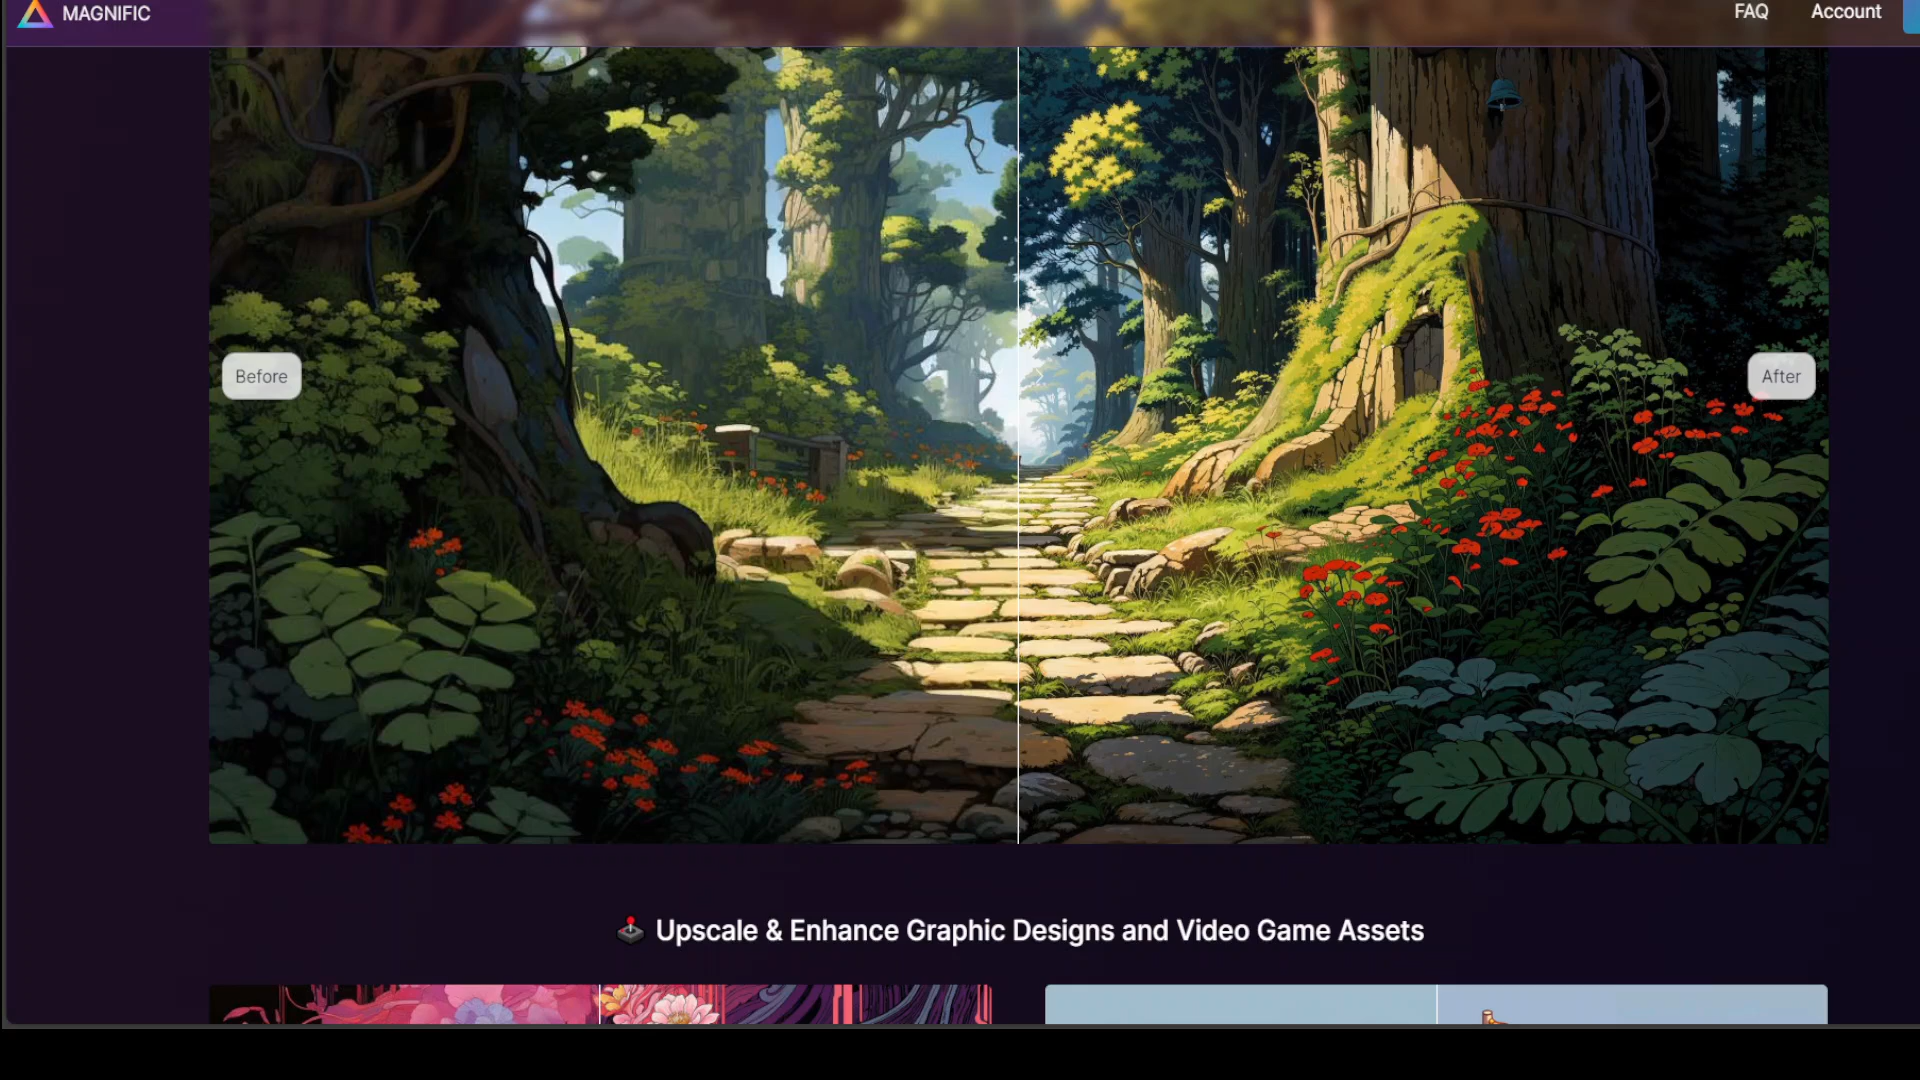 MAGNIFIC
FAQ
Account
Before
After
Upscale & Enhance Graphic Designs and Video Game Assets